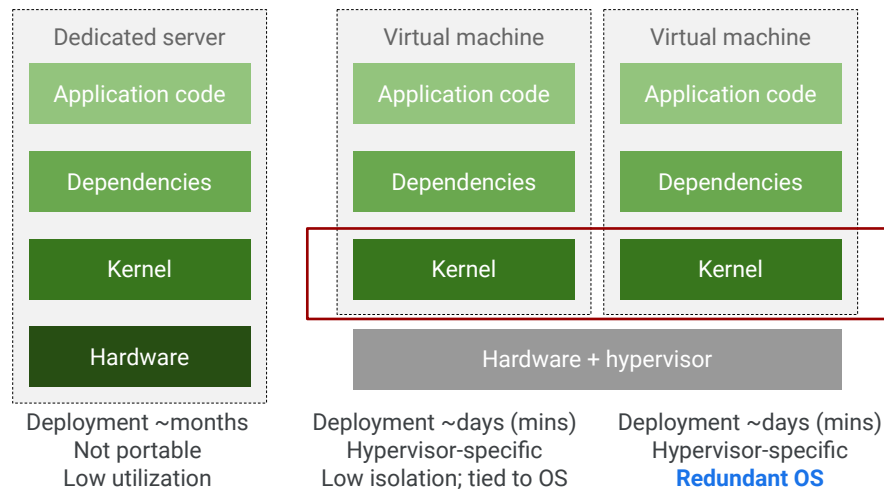 Dedicated server
Application code
Dependencies
Kernel
Hardware
Deployment ~months
Not portable
Low utilization
Virtual machine
Application code
Dependencies
Kernel
Virtual machine
Application code
Dependencies
Kernel
Hardware + hypervisor
Deployment ~days (mins)
Hypervisor-specific
Low isolation; tied to OS
Deployment ~days (mins)
Hypervisor-specific
Redundant OS